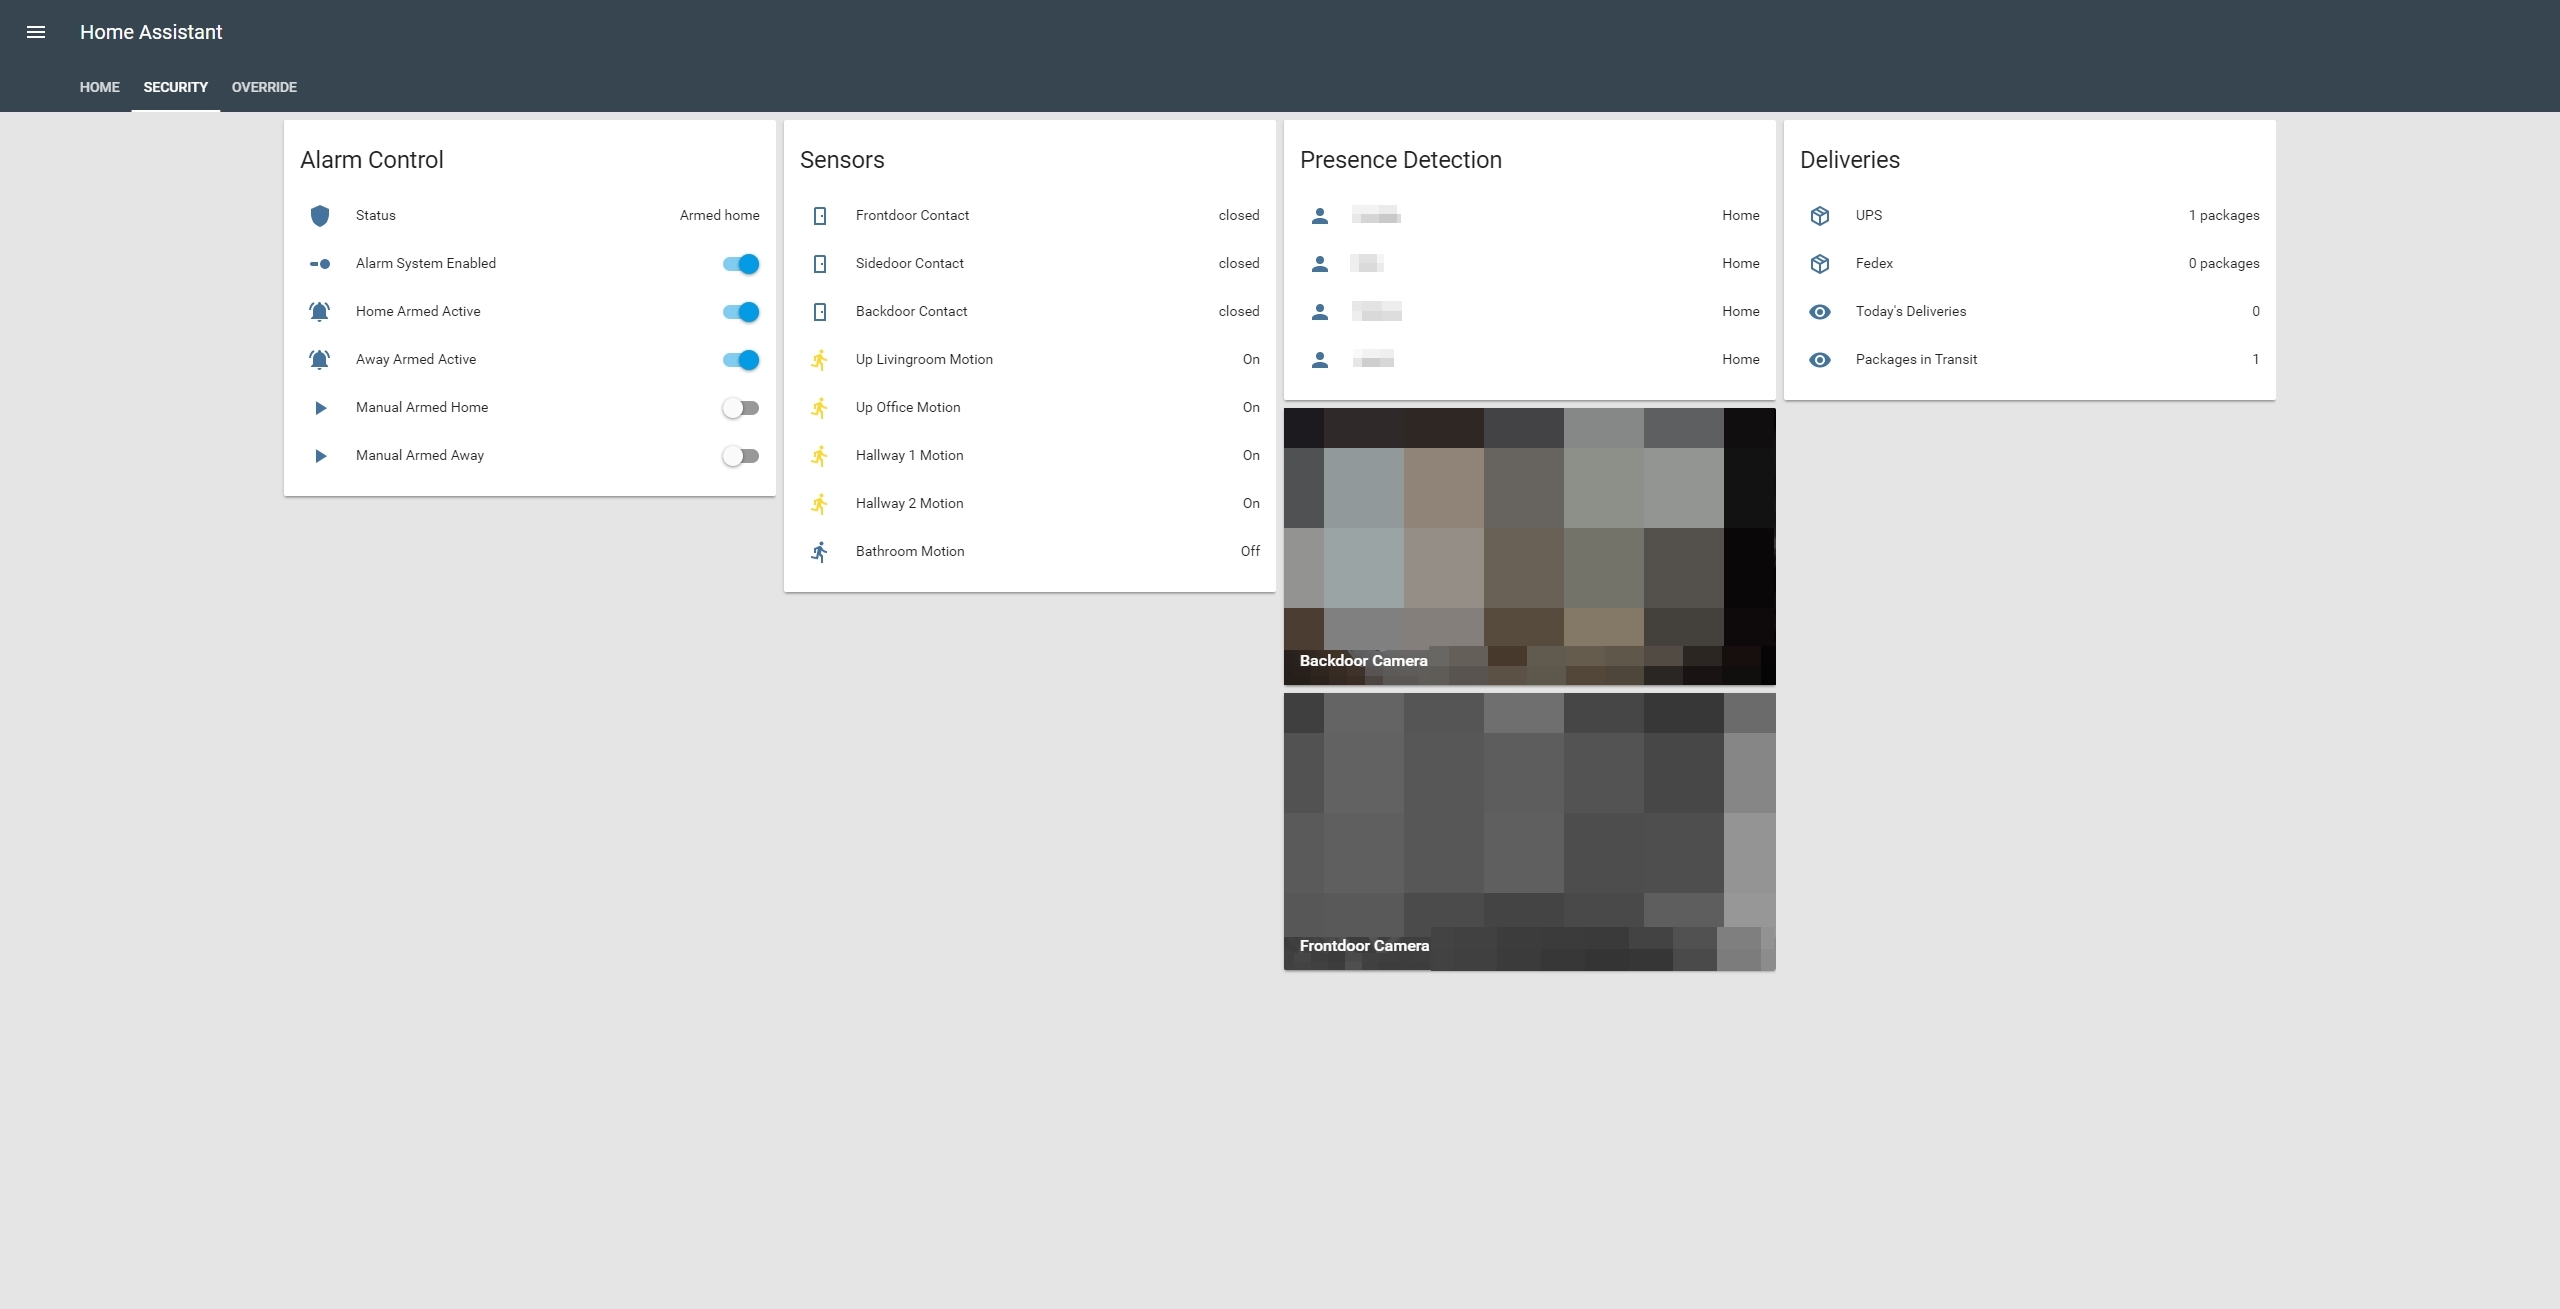 Home Assistant
HOME SECURITY OVERRIDE
Alarm Control
Status Armed home
Alarm System Enabled
Home Armed Active
Away Armed Active
Manual Armed Home
Manual Armed Away
Sensors
Frontdoor Contact closed
Sidedoor Contact closed
Backdoor Contact closed
Up Livingroom Motion On
Up Office Motion On
Hallway 1 Motion On
Hallway 2 Motion On
Bathroom Motion Off
Presence Detection
Home
Home
Home
Home
Backdoor Camera
Frontdoor Camera
Deliveries
UPS 1 packages
Fedex 0 packages
Today's Deliveries 0
Packages in Transit 1